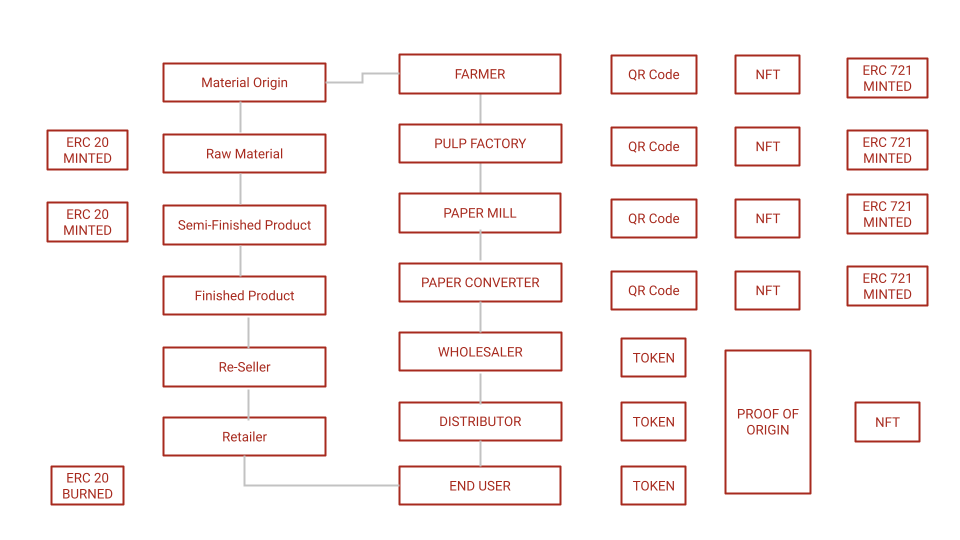 Material Origin
FARMER
QR Code
NFT
ERC 721
MINTED
ERC 20
MINTED
Raw Material
PULP FACTORY
QR Code
NFT
ERC 721
MINTED
ERC 20
MINTED
Semi-Finished Product
PAPER MILL
QR Code
NFT
ERC 721
MINTED
Finished Product
PAPER CONVERTER
QR Code
NFT
ERC 721
MINTED
Re-Seller
WHOLESALER
TOKEN
Retailer
DISTRIBUTOR
TOKEN
PROOF OF
ORIGIN
NFT
ERC 20
BURNED
END USER
TOKEN